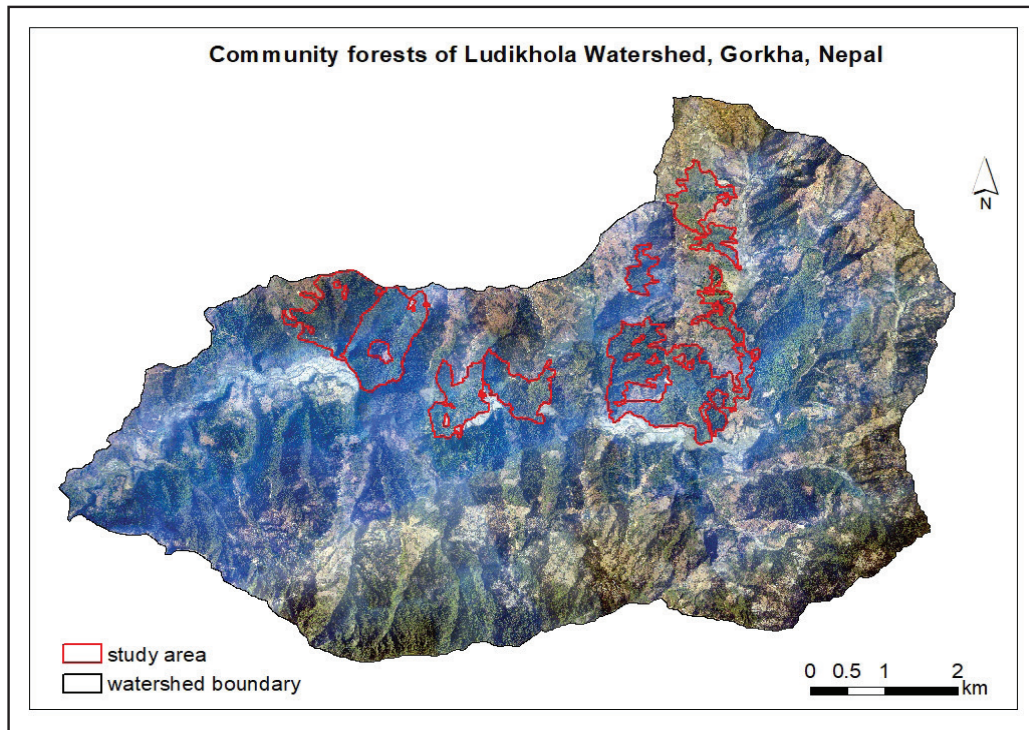 Community forests of Ludikhola Watershed, Gorkha, Nepal
N
study area
watershed boundary
0 0.5 1 2
km